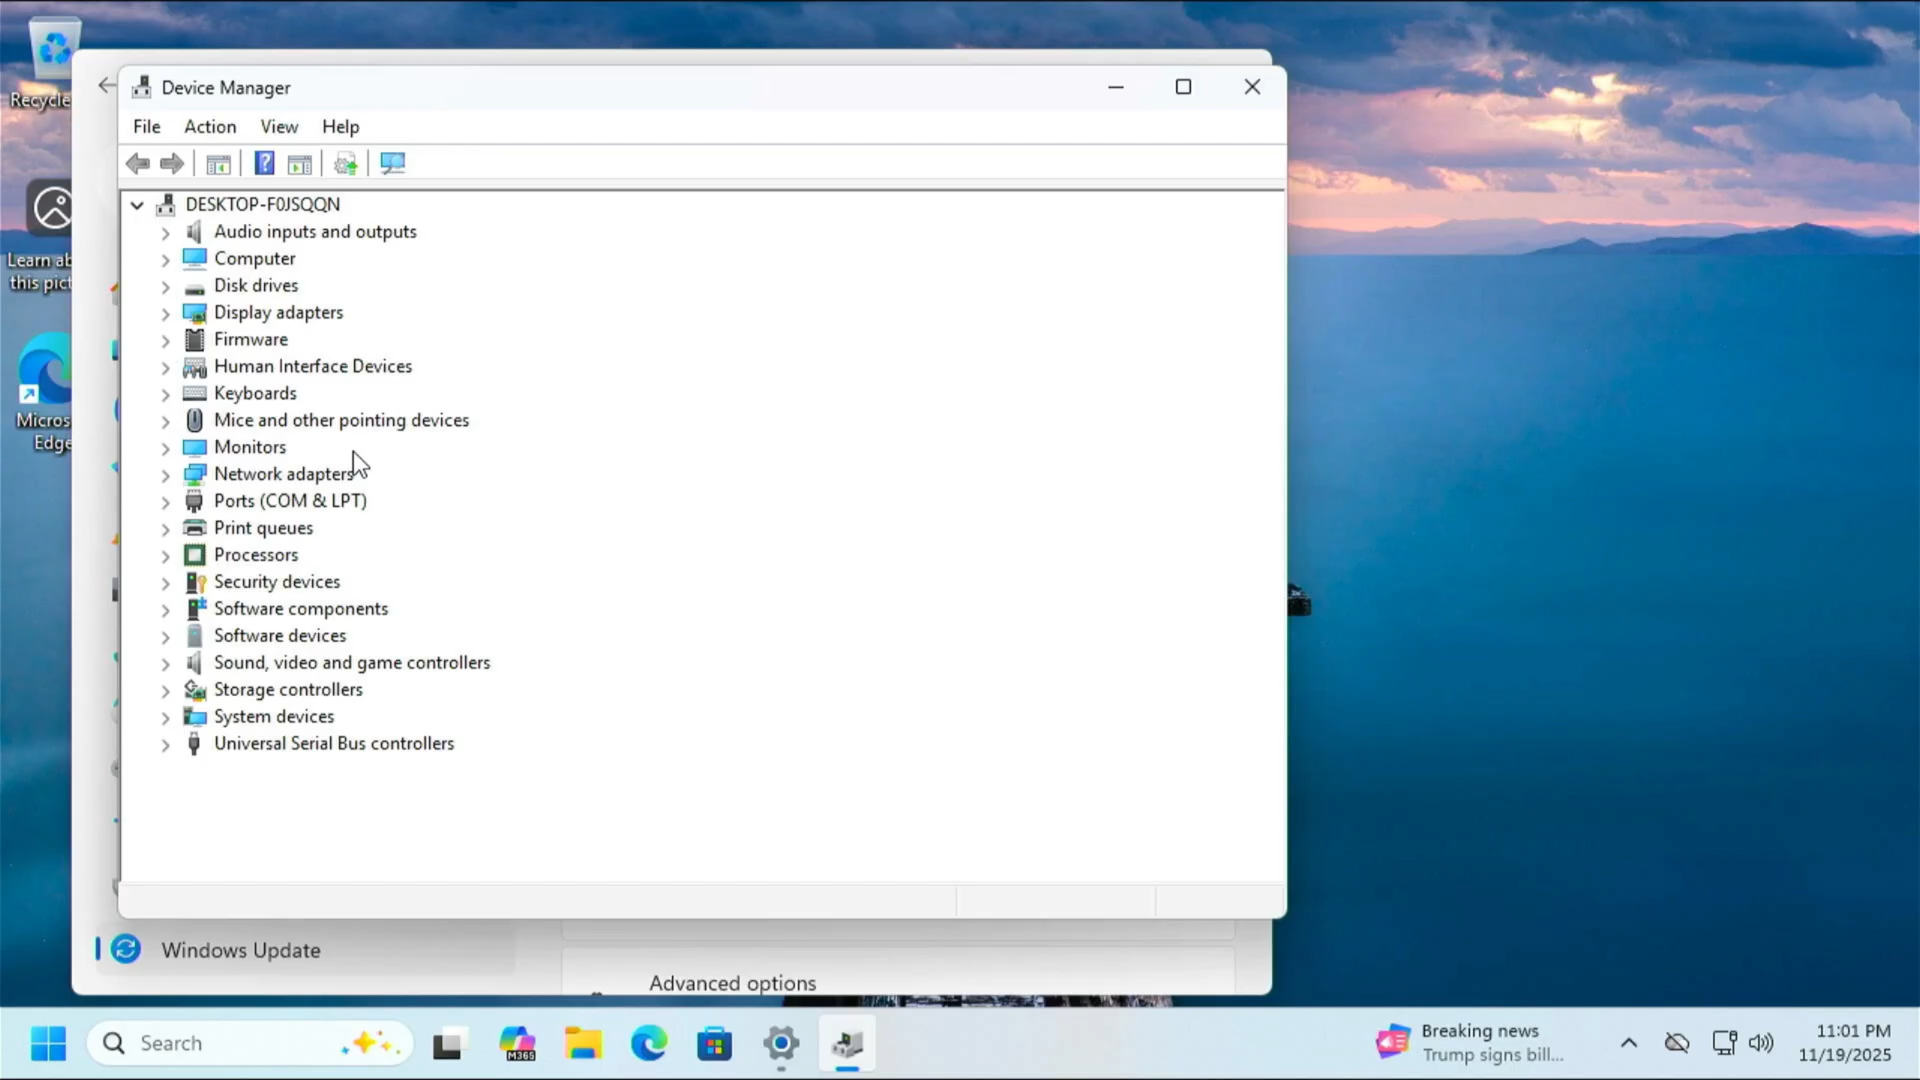 Recycle
Learn ab
this pict
Micros
Edge
Device Manager
File Action View Help
DESKTOP-F0JSQQN
Audio inputs and outputs
Computer
Disk drives
Display adapters
Firmware
Human Interface Devices
Keyboards
Mice and other pointing devices
Monitors
Network adapters
Ports (COM & LPT)
Print queues
Processors
Security devices
Software components
Software devices
Sound, video and game controllers
Storage controllers
System devices
Universal Serial Bus controllers
Windows Update
Advanced options
Search
M365
Breaking news
Trump signs bill...
11:01 PM
11/19/2025